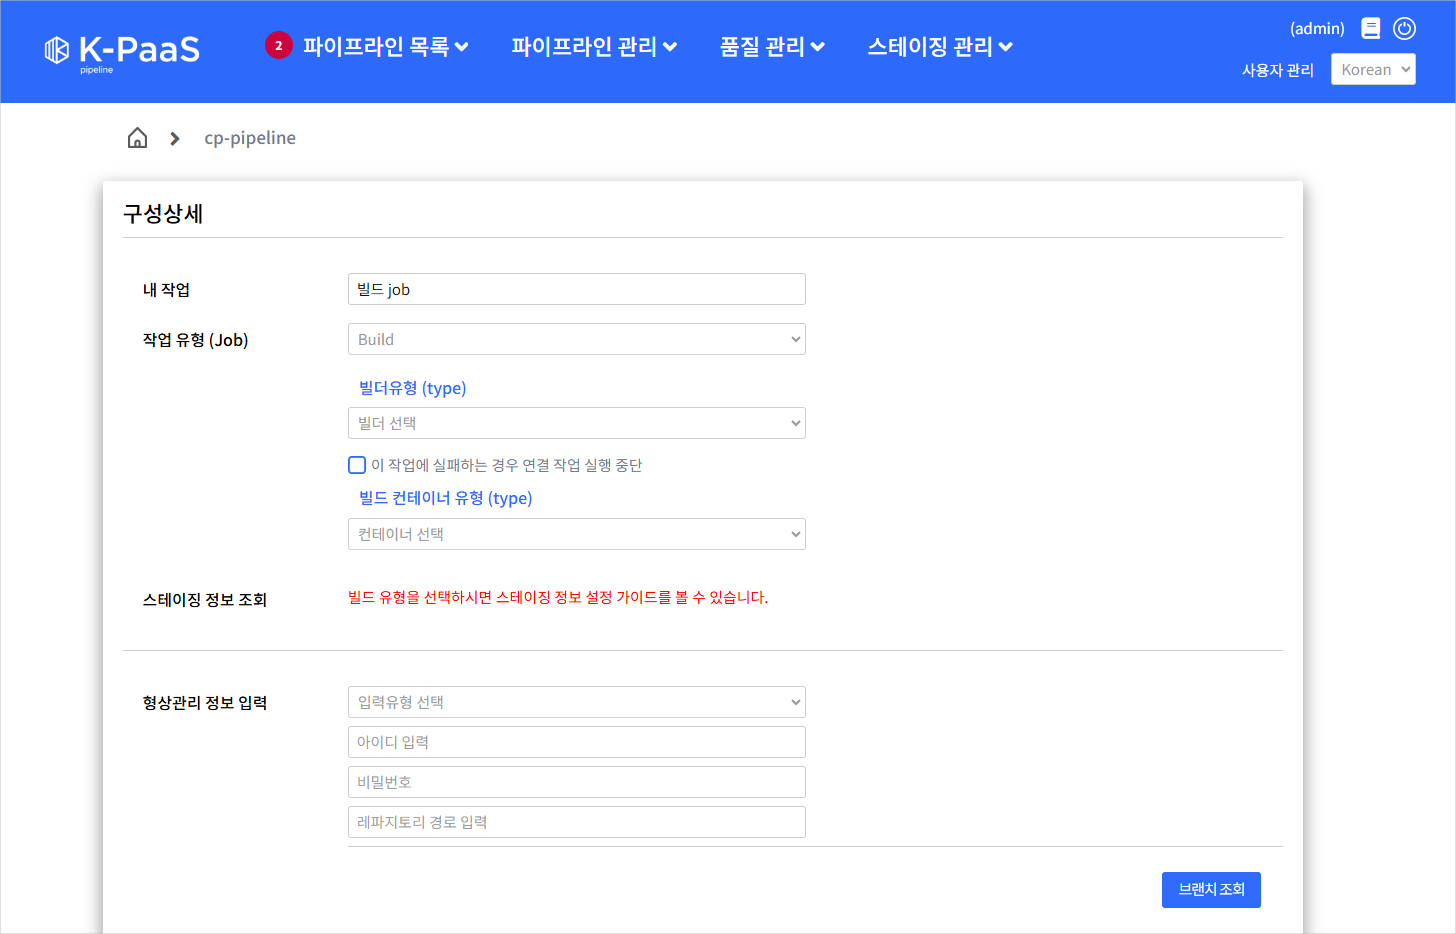 K-PaaS
pipeline
2 파이프라인 목록 파이프라인 관리 품질 관리 스테이징 관리
(admin)
사용자 관리 Korean
cp-pipeline
구성상세
내 작업 빌드 job
작업 유형 (Job) Build
빌더유형 (type)
빌더 선택
이 작업에 실패하는 경우 연결 작업 실행 중단
빌드 컨테이너 유형 (type)
컨테이너 선택
스테이징 정보 조회 빌드 유형을 선택하시면 스테이징 정보 설정 가이드를 볼 수 있습니다.
형상관리 정보 입력 입력유형 선택
아이디 입력
비밀번호
레파지토리 경로 입력
브랜치 조회